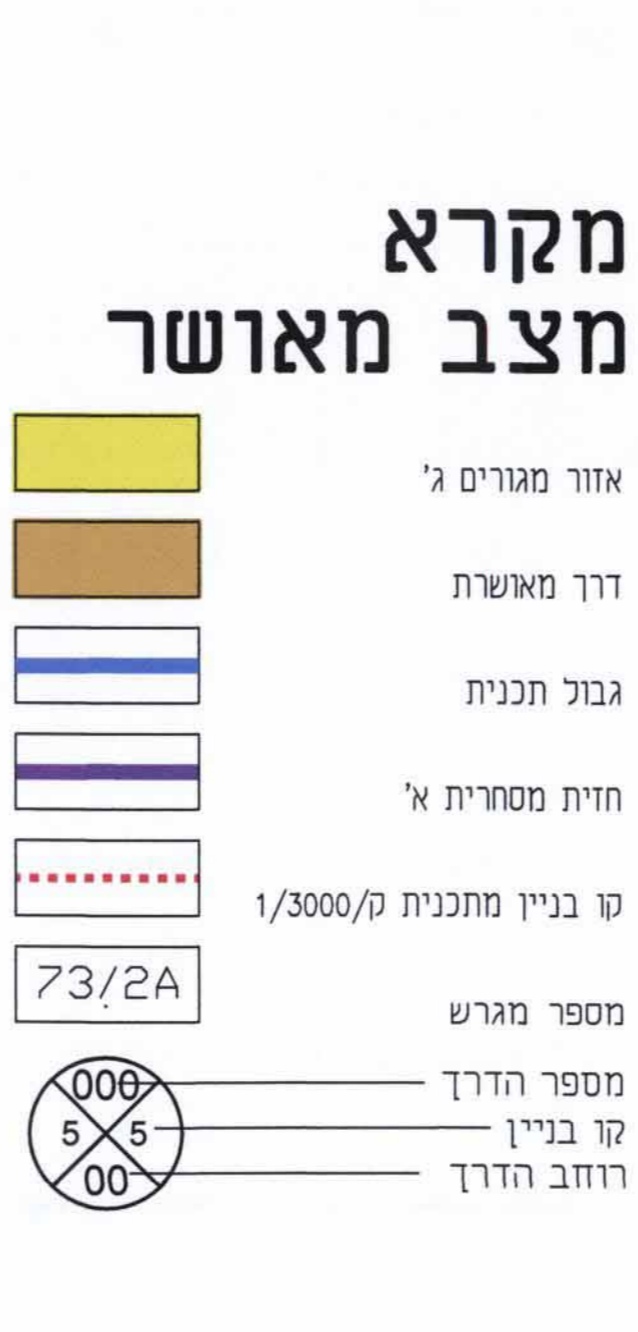 מקרא
מצב מאושר
אזור מגורים ג'
דרך מאושרת
גבול תכנית
חזית מסחרית א'
קו בניין מתכנית ק/1/3000
73/2A
מספר מגרש
000
מספר הדרך
5 5
קו בניין
00
רוחב הדרך